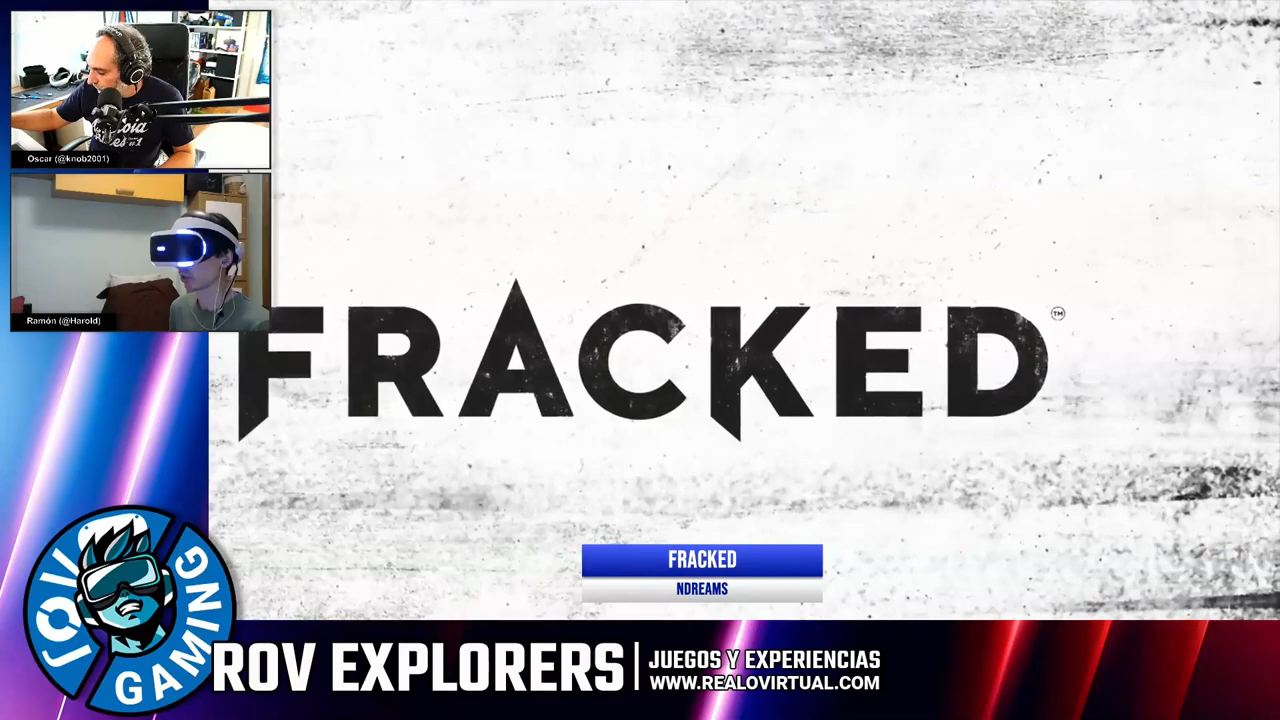 Oscar (@knob2001)
Ramón (@Harold)
FRACKED™
FRACKED
NDREAMS
ROV
GAMING
ROV EXPLORERS
JUEGOS Y EXPERIENCIAS
WWW.REALOVIRTUAL.COM